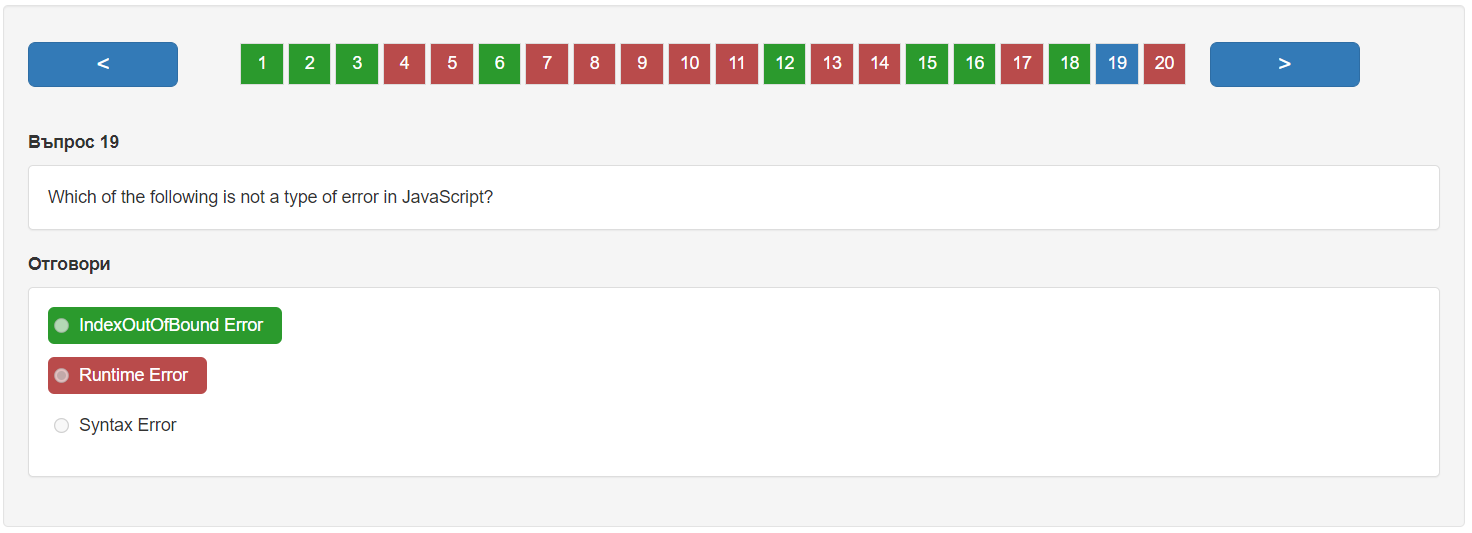 < 1 2 3 4 5 6 7 8 9 10 11 12 13 14 15 16 17 18 19 20 >
Въпрос 19
Which of the following is not a type of error in JavaScript?
Отговори
IndexOutOfBound Error
Runtime Error
Syntax Error